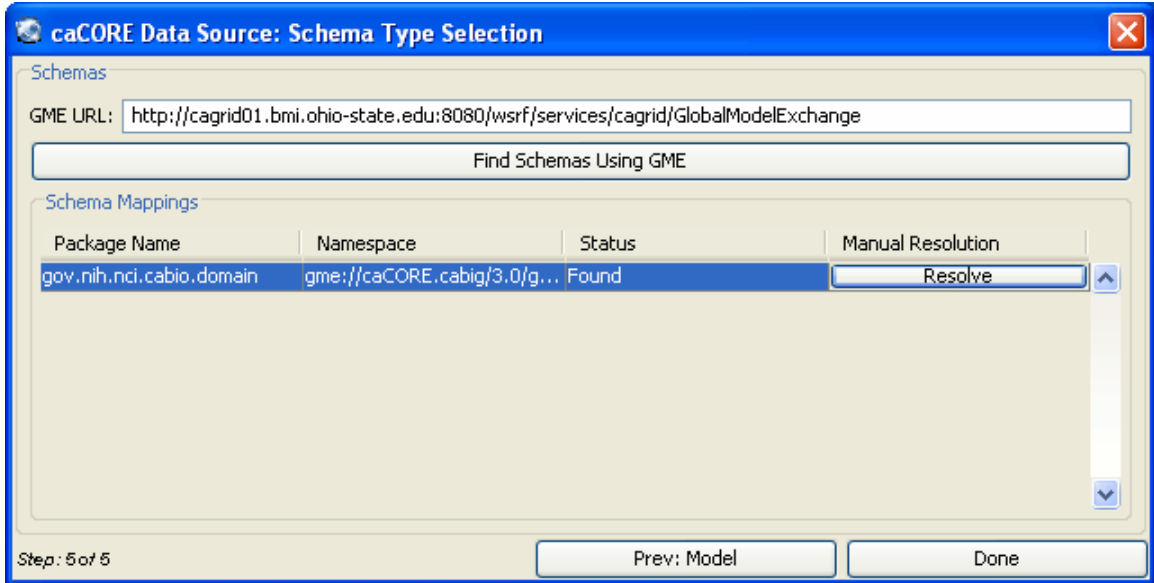 caCORE Data Source: Schema Type Selection
Schemas
GME URL: http://cagrid01.bmi.ohio-state.edu:8080/wsrf/services/cagrid/GlobalModelExchange
Find Schemas Using GME
Schema Mappings
Package Name Namespace Status Manual Resolution
gov.nih.nci.cabio.domain gme://caCORE.cabig/3.0/g... Found Resolve
Step: 5 of 5 Prev: Model Done